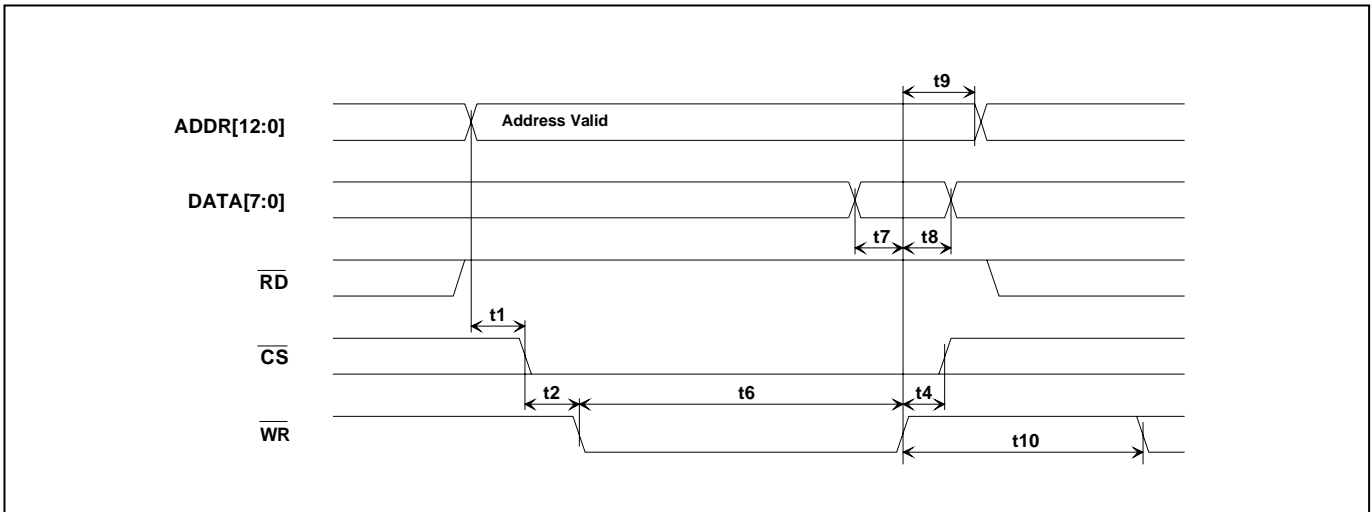 t9
ADDR[12:0]
Address Valid
DATA[7:0]
t7
t8
RD
t1
CS
t2
t6
t4
WR
t10